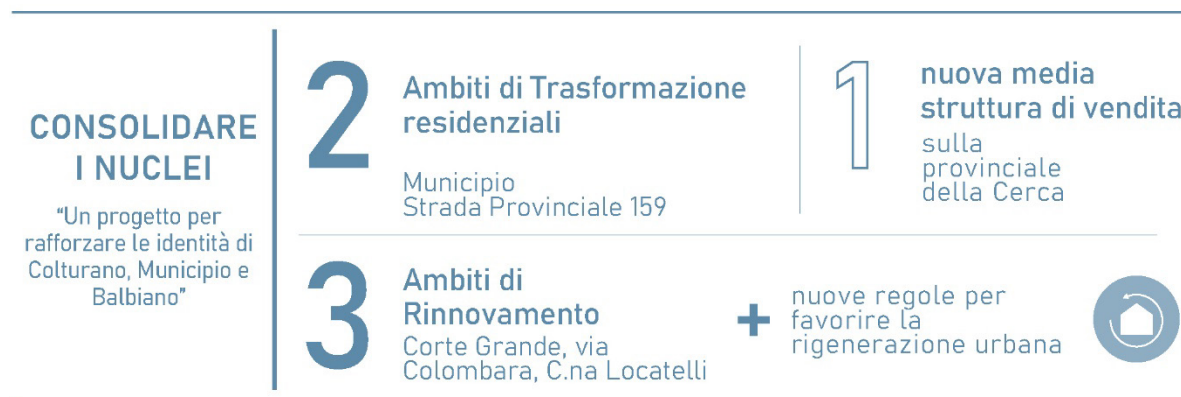 CONSOLIDARE
I NUCLEI
“Un progetto per
rafforzare le identità di
Colturano, Municipio e
Balbiano”
2
Ambiti di Trasformazione
residenziali
Municipio
Strada Provinciale 159
1
nuova media
struttura di vendita
sulla
provinciale
della Cerca
3
Ambiti di
Rinnovamento
Corte Grande, via
Colombara, C.na Locatelli
+
nuove regole per
favorire la
rigenerazione urbana